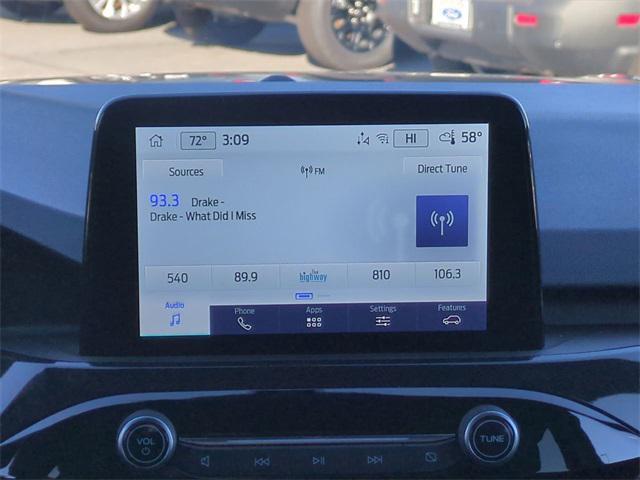 72° 3:09 HI 58°
Sources FM Direct Tune
93.3 Drake -
Drake - What Did I Miss
540 89.9 the highway 810 106.3
Audio Phone Apps Settings Features
VOL TUNE